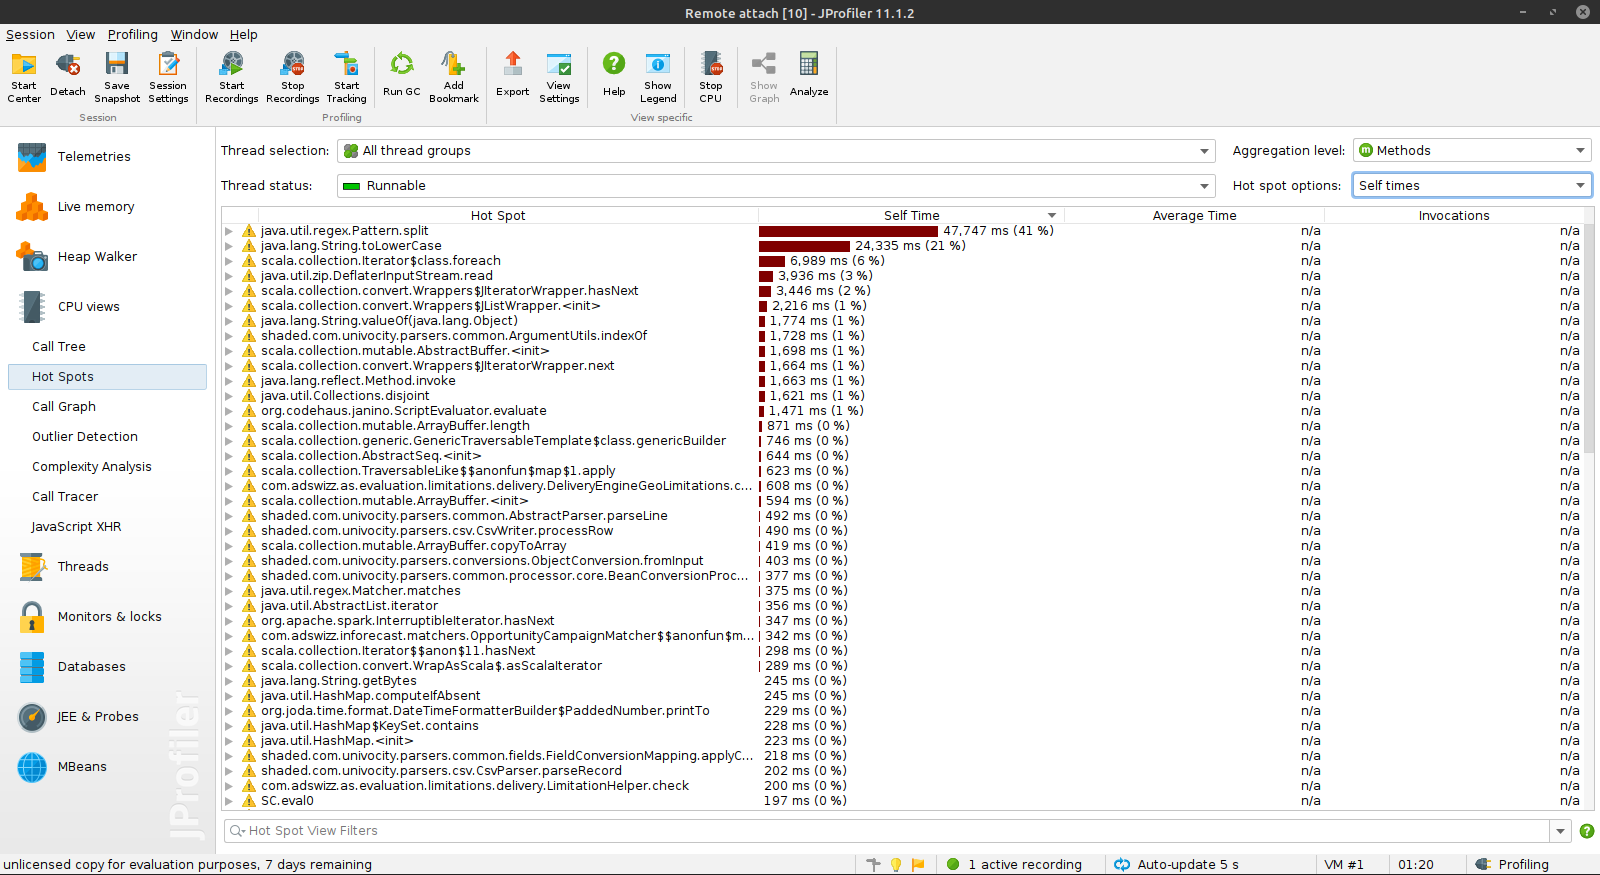 Remote attach [10] - JProfiler 11.1.2
Session View Profiling Window Help
Start Center
Detach
Save Snapshot
Session Settings
Start Recordings
Stop Recordings
Start Tracking
Run GC
Add Bookmark
Export
View Settings
Help
Show Legend
Stop CPU
Show Graph
Analyze
Session
Profiling
View specific
Telemetries
Live memory
Heap Walker
CPU views
Call Tree
Hot Spots
Call Graph
Outlier Detection
Complexity Analysis
Call Tracer
JavaScript XHR
Threads
Monitors & locks
Databases
JEE & Probes
MBeans
JProfiler
Thread selection: All thread groups
Aggregation level: m Methods
Thread status: Runnable
Hot spot options: Self times
Hot Spot Self Time Average Time Invocations
java.util.regex.Pattern.split 47,747 ms (41 %) n/a n/a
java.lang.String.toLowerCase 24,335 ms (21 %) n/a n/a
scala.collection.Iterator$class.foreach 6,989 ms (6 %) n/a n/a
java.util.zip.DeflaterInputStream.read 3,936 ms (3 %) n/a n/a
scala.collection.convert.Wrappers$JIteratorWrapper.hasNext 3,446 ms (2 %) n/a n/a
scala.collection.convert.Wrappers$JListWrapper.<init> 2,216 ms (1 %) n/a n/a
java.lang.String.valueOf(java.lang.Object) 1,774 ms (1 %) n/a n/a
shaded.com.univocity.parsers.common.ArgumentUtils.indexOf 1,728 ms (1 %) n/a n/a
scala.collection.mutable.AbstractBuffer.<init> 1,698 ms (1 %) n/a n/a
scala.collection.convert.Wrappers$JIteratorWrapper.next 1,664 ms (1 %) n/a n/a
java.lang.reflect.Method.invoke 1,663 ms (1 %) n/a n/a
java.util.Collections.disjoint 1,621 ms (1 %) n/a n/a
org.codehaus.janino.ScriptEvaluator.evaluate 1,471 ms (1 %) n/a n/a
scala.collection.mutable.ArrayBuffer.length 871 ms (0 %) n/a n/a
scala.collection.generic.GenericTraversableTemplate$class.genericBuilder 746 ms (0 %) n/a n/a
scala.collection.AbstractSeq.<init> 644 ms (0 %) n/a n/a
scala.collection.TraversableLike$$anonfun$map$1.apply 623 ms (0 %) n/a n/a
com.adswizz.as.evaluation.limitations.delivery.DeliveryEngineGeoLimitations.c... 608 ms (0 %) n/a n/a
scala.collection.mutable.ArrayBuffer.<init> 594 ms (0 %) n/a n/a
shaded.com.univocity.parsers.common.AbstractParser.parseLine 492 ms (0 %) n/a n/a
shaded.com.univocity.parsers.csv.CsvWriter.processRow 490 ms (0 %) n/a n/a
scala.collection.mutable.ArrayBuffer.copyToArray 419 ms (0 %) n/a n/a
shaded.com.univocity.parsers.conversions.ObjectConversion.fromInput 403 ms (0 %) n/a n/a
shaded.com.univocity.parsers.common.processor.core.BeanConversionProc... 377 ms (0 %) n/a n/a
java.util.regex.Matcher.matches 375 ms (0 %) n/a n/a
java.util.AbstractList.iterator 356 ms (0 %) n/a n/a
org.apache.spark.InterruptibleIterator.hasNext 347 ms (0 %) n/a n/a
com.adswizz.inforecast.matchers.OpportunityCampaignMatcher$$anonfun$m... 342 ms (0 %) n/a n/a
scala.collection.Iterator$$anon$11.hasNext 298 ms (0 %) n/a n/a
scala.collection.convert.WrapAsScala$.asScalaIterator 289 ms (0 %) n/a n/a
java.lang.String.getBytes 245 ms (0 %) n/a n/a
java.util.HashMap.computeIfAbsent 245 ms (0 %) n/a n/a
org.joda.time.format.DateTimeFormatterBuilder$PaddedNumber.printTo 229 ms (0 %) n/a n/a
java.util.HashMap$KeySet.contains 228 ms (0 %) n/a n/a
java.util.HashMap.<init> 223 ms (0 %) n/a n/a
shaded.com.univocity.parsers.common.fields.FieldConversionMapping.applyC... 218 ms (0 %) n/a n/a
shaded.com.univocity.parsers.csv.CsvParser.parseRecord 202 ms (0 %) n/a n/a
com.adswizz.as.evaluation.limitations.delivery.LimitationHelper.check 200 ms (0 %) n/a n/a
SC.eval0 197 ms (0 %) n/a n/a
Hot Spot View Filters
unlicensed copy for evaluation purposes, 7 days remaining
1 active recording
Auto-update 5 s
VM #1
01:20
Profiling